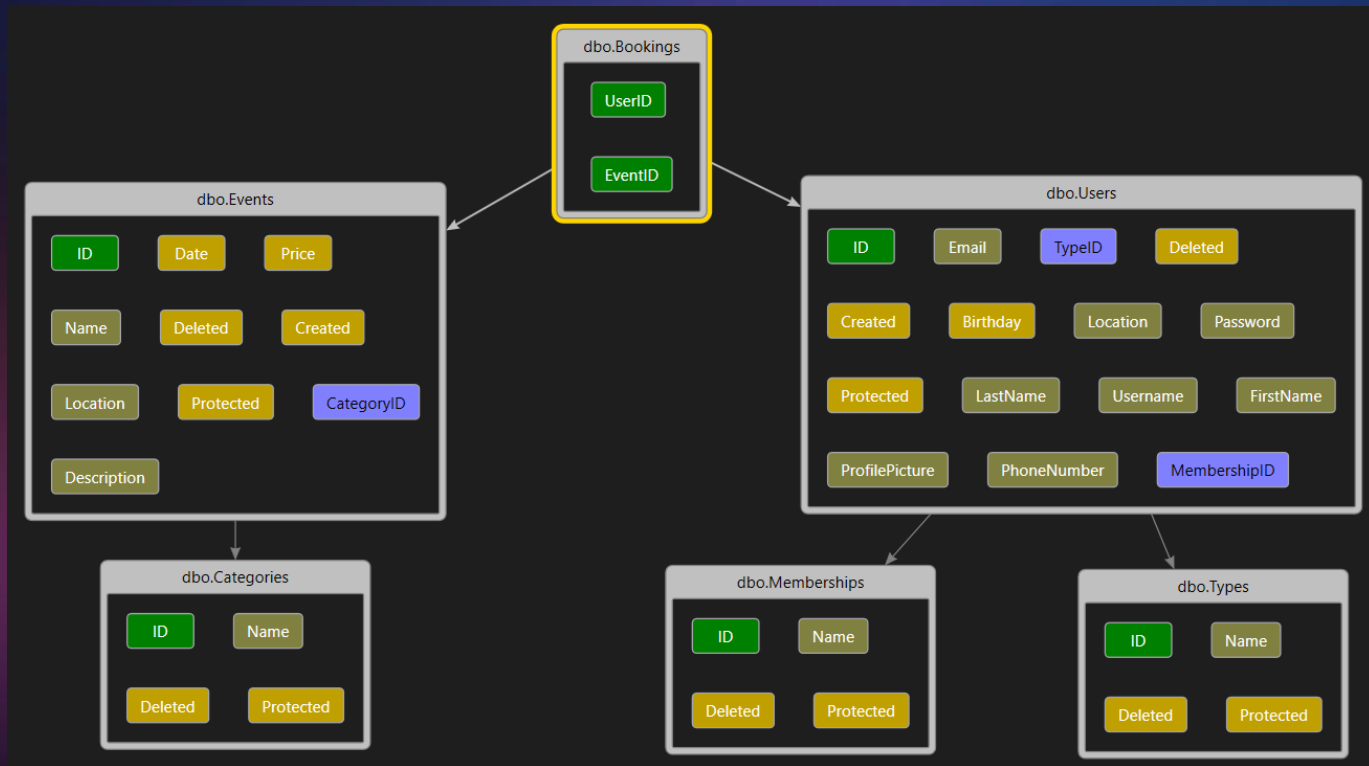 dbo.Bookings
UserID
EventID
dbo.Events
ID Date Price
Name Deleted Created
Location Protected CategoryID
Description
dbo.Users
ID Email TypeID Deleted
Created Birthday Location Password
Protected LastName Username FirstName
ProfilePicture PhoneNumber MembershipID
dbo.Categories
ID Name
Deleted Protected
dbo.Memberships
ID Name
Deleted Protected
dbo.Types
ID Name
Deleted Protected